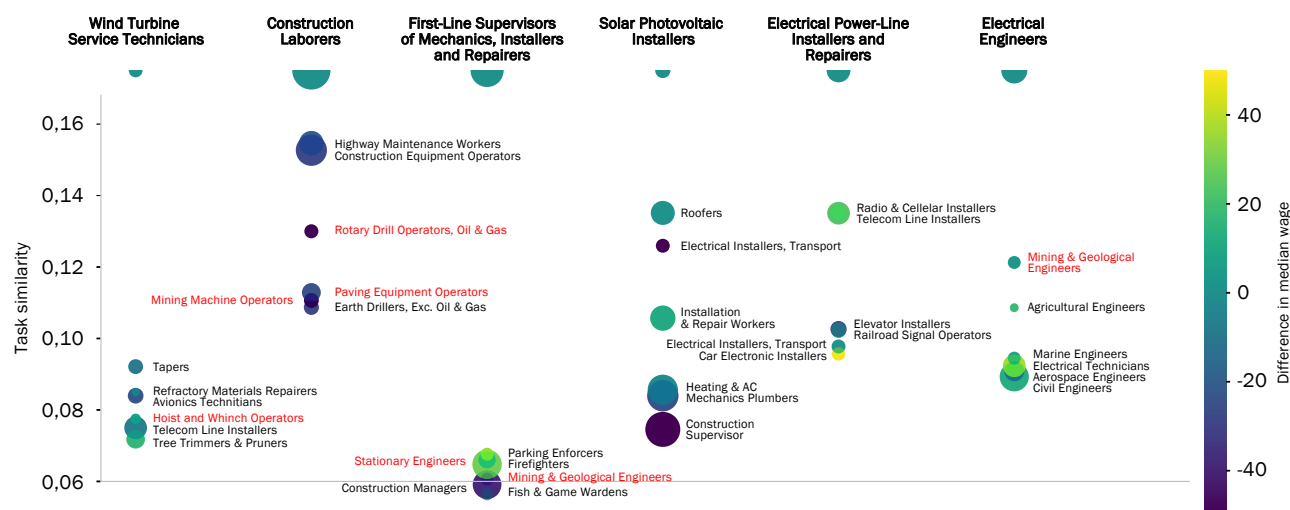 Wind Turbine
Service Technicians
Construction
Laborers
First-Line Supervisors
of Mechanics, Installers
and Repairers
Solar Photovoltaic
Installers
Electrical Power-Line
Installers and
Repairers
Electrical
Engineers
Task similarity
0,16
0,14
0,12
0,10
0,08
0,06
Tapers
Refractory Materials Repairers
Avionics Technitians
Hoist and Whinch Operators
Telecom Line Installers
Tree Trimmers & Pruners
Highway Maintenance Workers
Construction Equipment Operators
Rotary Drill Operators, Oil & Gas
Paving Equipment Operators
Mining Machine Operators
Earth Drillers, Exc. Oil & Gas
Parking Enforcers
Stationary Engineers
Firefighters
Mining & Geological Engineers
Construction Managers
Fish & Game Wardens
Roofers
Electrical Installers, Transport
Installation
& Repair Workers
Heating & AC
Mechanics Plumbers
Construction
Supervisor
Radio & Cellelar Installers
Telecom Line Installers
Elevator Installers
Railroad Signal Operators
Electrical Installers, Transport
Car Electronic Installers
Mining & Geological
Engineers
Agricultural Engineers
Marine Engineers
Electrical Technicians
Aerospace Engineers
Civil Engineers
40
20
0
-20
-40
Difference in median wage